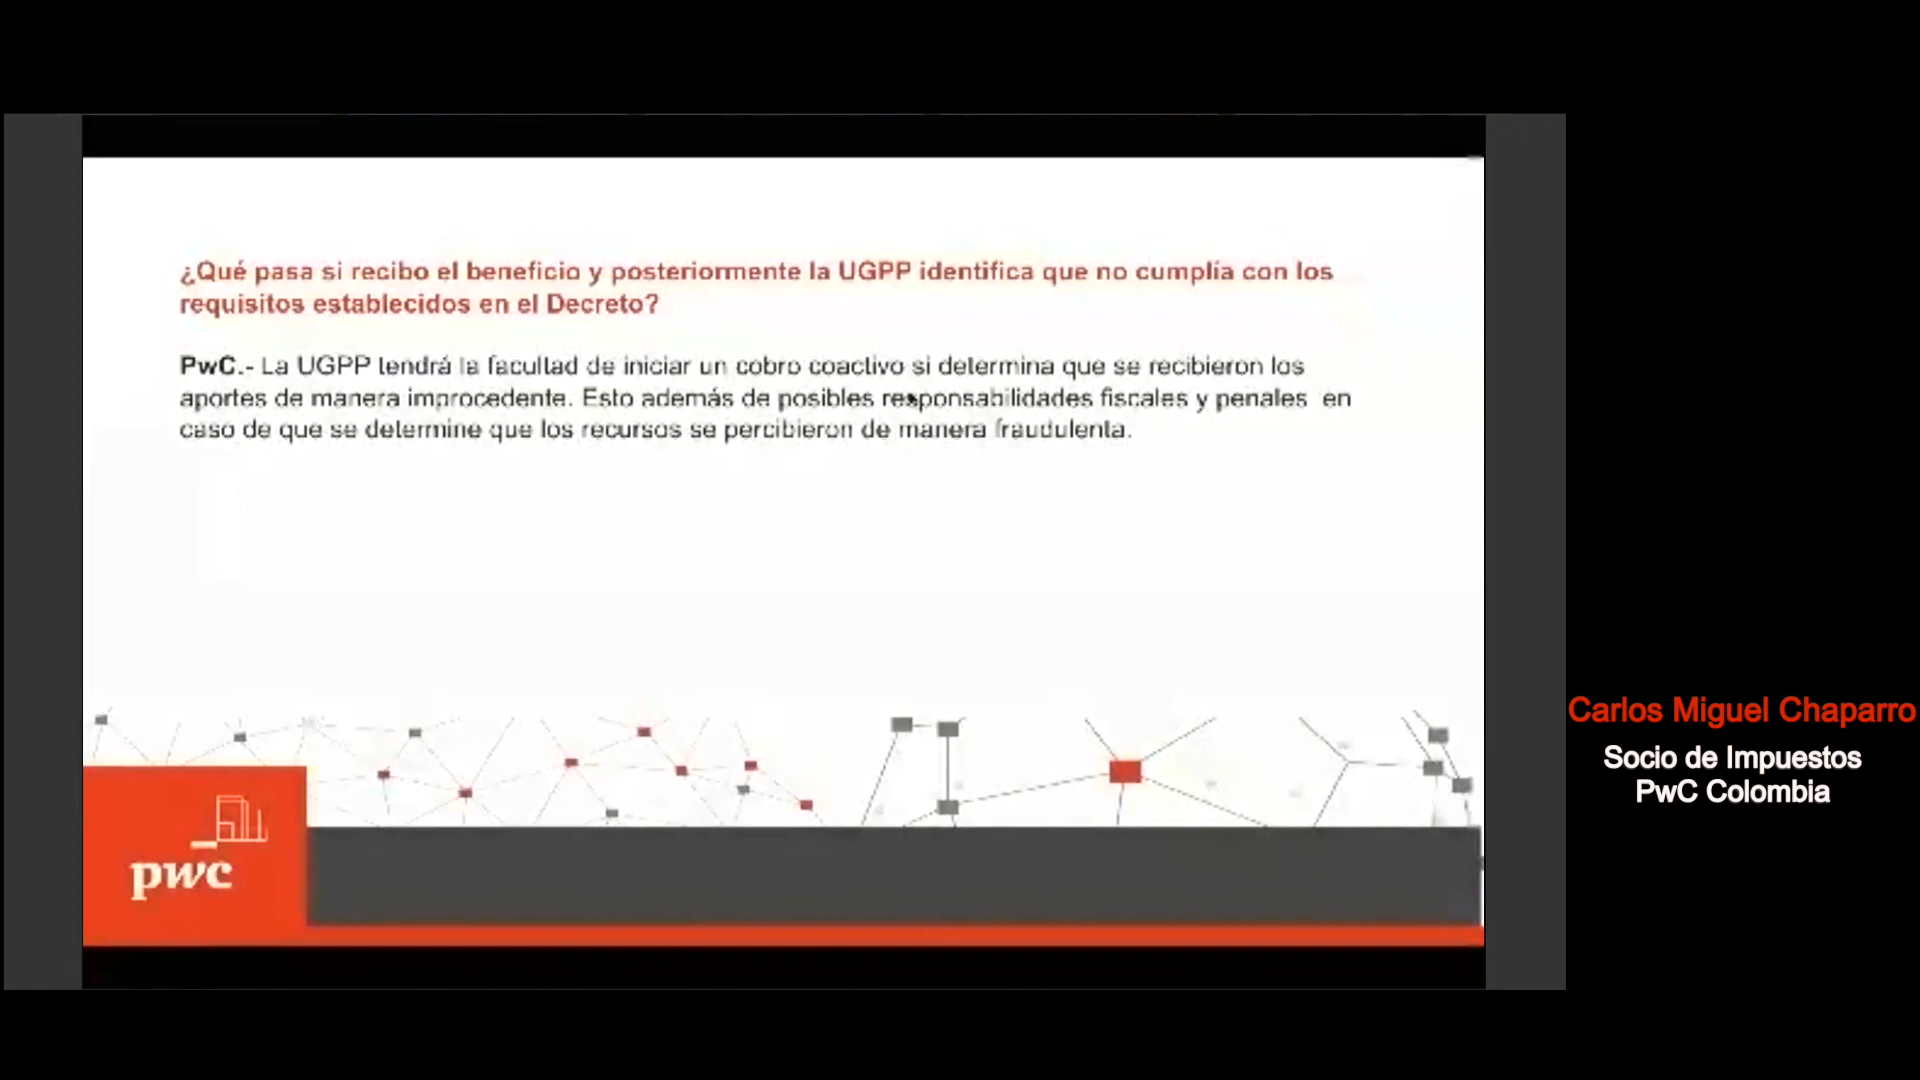 ¿Qué pasa si recibo el beneficio y posteriormente la UGPP identifica que no cumplía con los
requisitos establecidos en el Decreto?
PwC.- La UGPP tendrá la facultad de iniciar un cobro coactivo si determina que se recibieron los
aportes de manera improcedente. Esto además de posibles responsabilidades fiscales y penales en
caso de que se determine que los recursos se percibieron de manera fraudulenta.
Carlos Miguel Chaparro
Socio de Impuestos
PwC Colombia
pwc